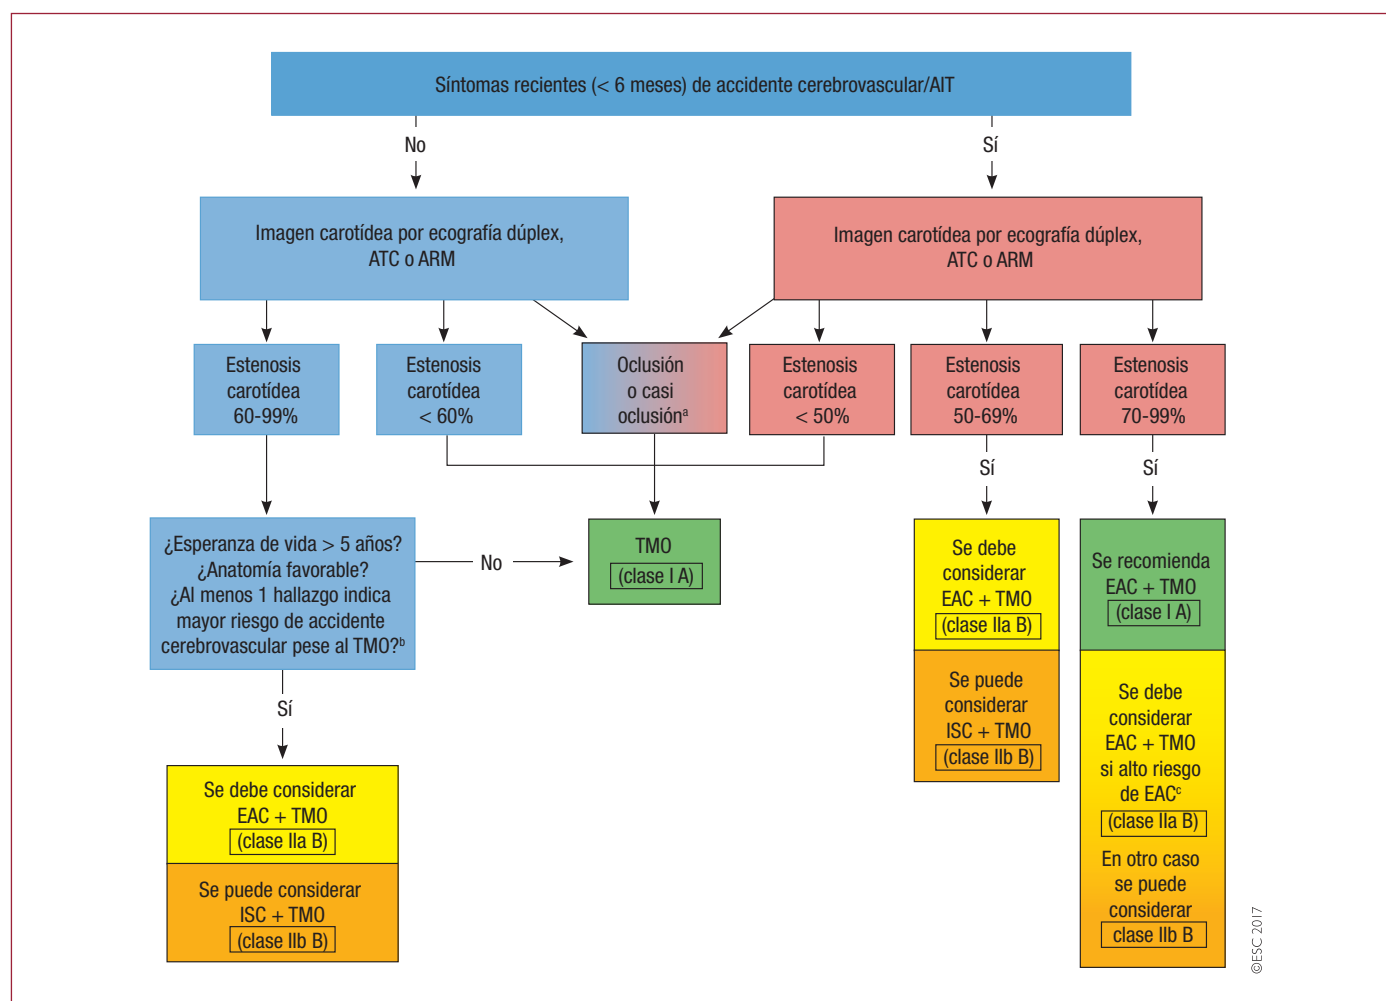 Síntomas recientes (< 6 meses) de accidente cerebrovascular/AIT
No
Sí
Imagen carotídea por ecografía dúplex,
ATC o ARM
Imagen carotídea por ecografía dúplex,
ATC o ARM
Estenosis
carotídea
60-99%
Estenosis
carotídea
< 60%
Oclusión
o casi
oclusiónª
Estenosis
carotídea
< 50%
Estenosis
carotídea
50-69%
Estenosis
carotídea
70-99%
Sí
Sí
¿Esperanza de vida > 5 años?
¿Anatomía favorable?
¿Al menos 1 hallazgo indica
mayor riesgo de accidente
cerebrovascular pese al TMO?ᵇ
No
TMO
(clase I A)
Se debe
considerar
EAC + TMO
(clase IIa B)
Se puede
considerar
ISC + TMO
(clase IIb B)
Se recomienda
EAC + TMO
(clase I A)
Se debe
considerar
EAC + TMO
si alto riesgo
de EACᶜ
(clase IIa B)
En otro caso
se puede
considerar
clase IIb B
Sí
Se debe considerar
EAC + TMO
(clase IIa B)
Se puede considerar
ISC + TMO
(clase IIb B)
©ESC 2017